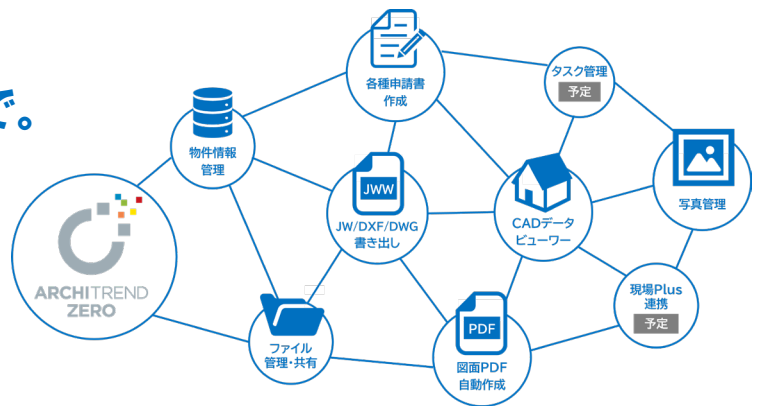 で。
各種申請書
作成
タスク管理
予定
物件情報
管理
JWW
JW/DXF/DWG
書き出し
CADデータ
ビューワー
写真管理
ARCHITREND
ZERO
現場Plus
連携
予定
ファイル
管理・共有
PDF
図面PDF
自動作成